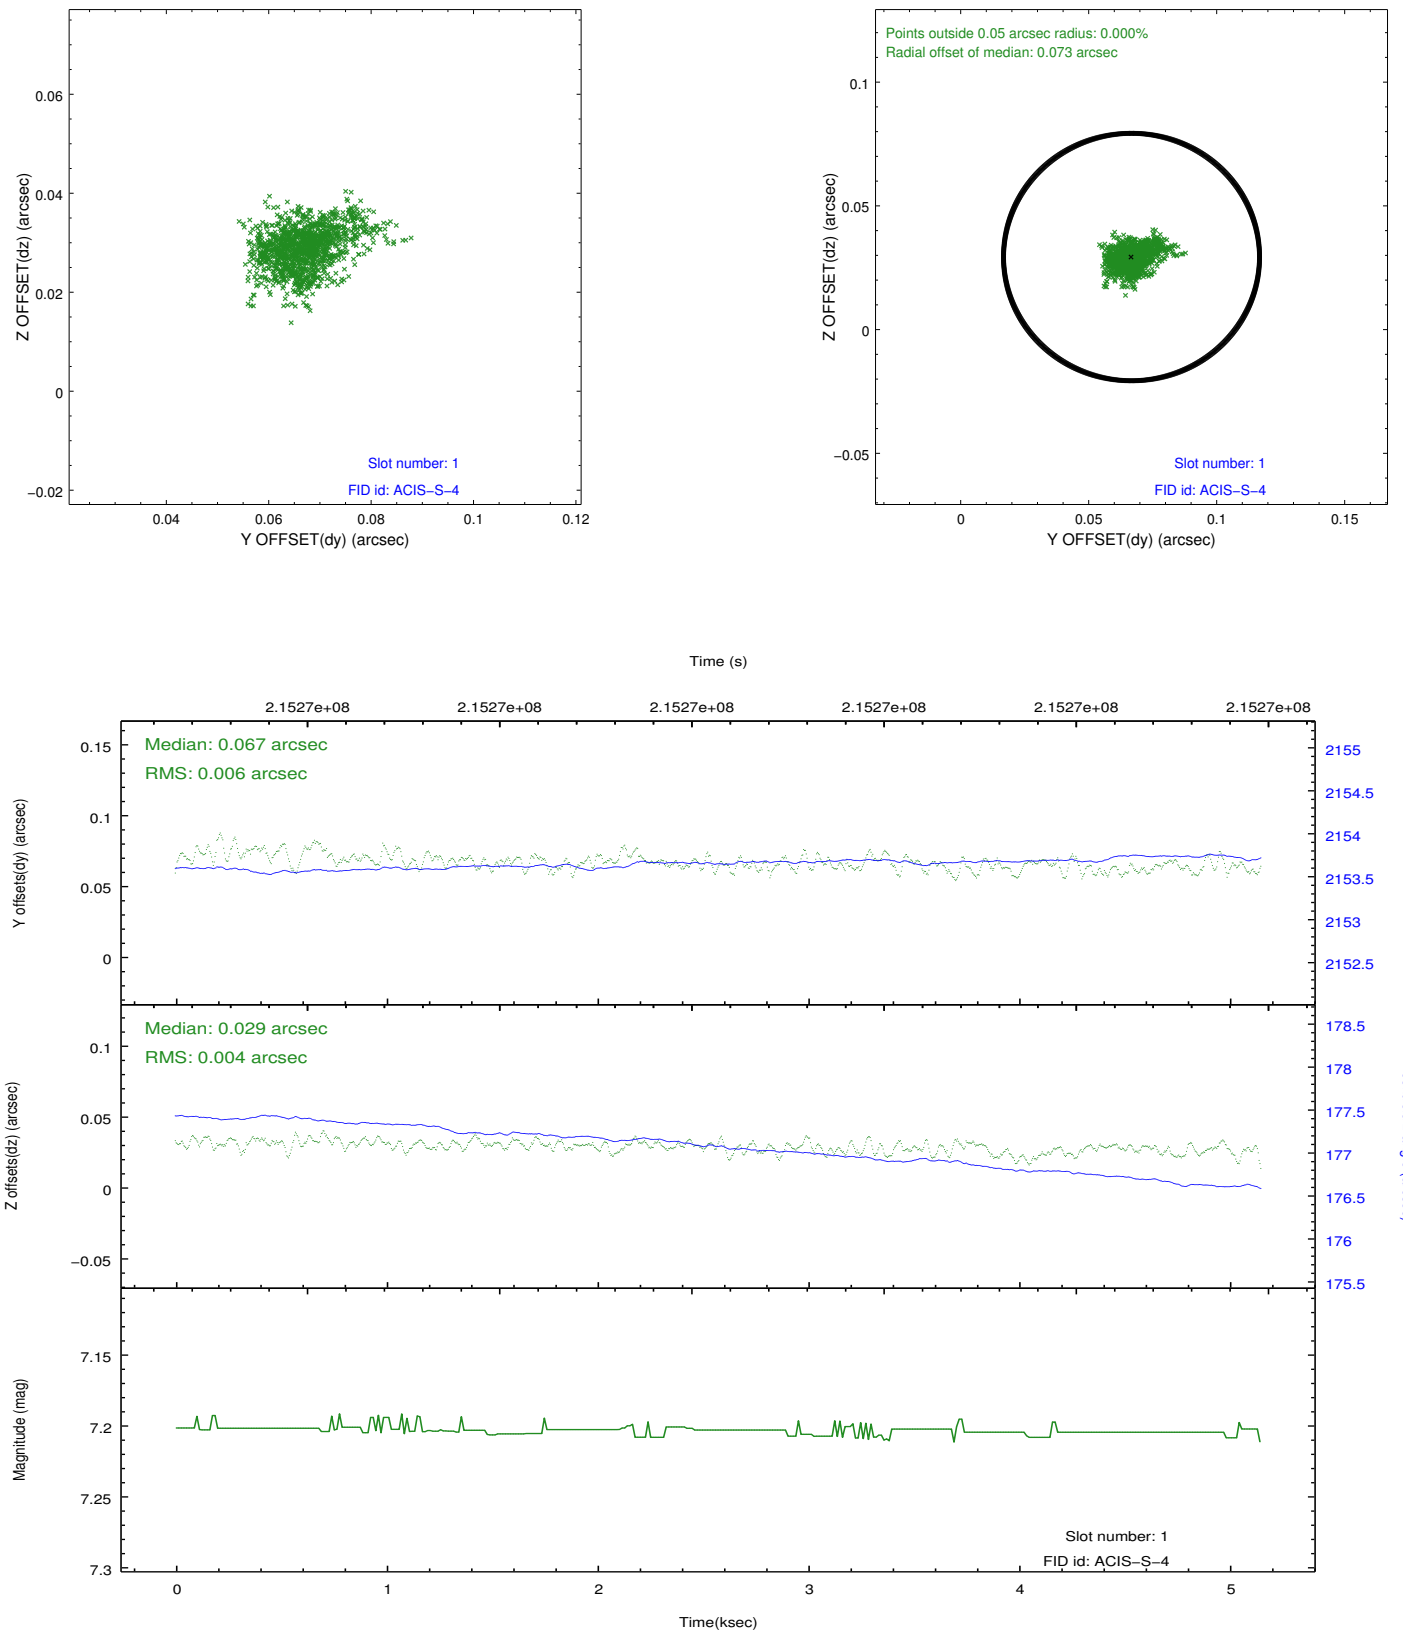 0.06
0.04
0.02
0
−0.02
Z OFFSET(dz) (arcsec)
Slot number: 1
FID id: ACIS−S−4
0.04 0.06 0.08 0.1 0.12
Y OFFSET(dy) (arcsec)
Points outside 0.05 arcsec radius: 0.000%
Radial offset of median: 0.073 arcsec
0.1
0.05
0
−0.05
Z OFFSET(dz) (arcsec)
Slot number: 1
FID id: ACIS−S−4
0 0.05 0.1 0.15
Y OFFSET(dy) (arcsec)
Time (s)
2.1527e+08 2.1527e+08 2.1527e+08 2.1527e+08 2.1527e+08 2.1527e+08
Median: 0.067 arcsec
RMS: 0.006 arcsec
0.15
0.1
0.05
0
Y offsets(dy) (arcsec)
2155
2154.5
2154
2153.5
2153
2152.5
Median: 0.029 arcsec
RMS: 0.004 arcsec
0.1
0.05
0
−0.05
Z offsets(dz) (arcsec)
178.5
178
177.5
177
176.5
176
175.5
7.15
7.2
7.25
7.3
Magnitude (mag)
Slot number: 1
FID id: ACIS−S−4
0 1 2 3 4 5
Time(ksec)